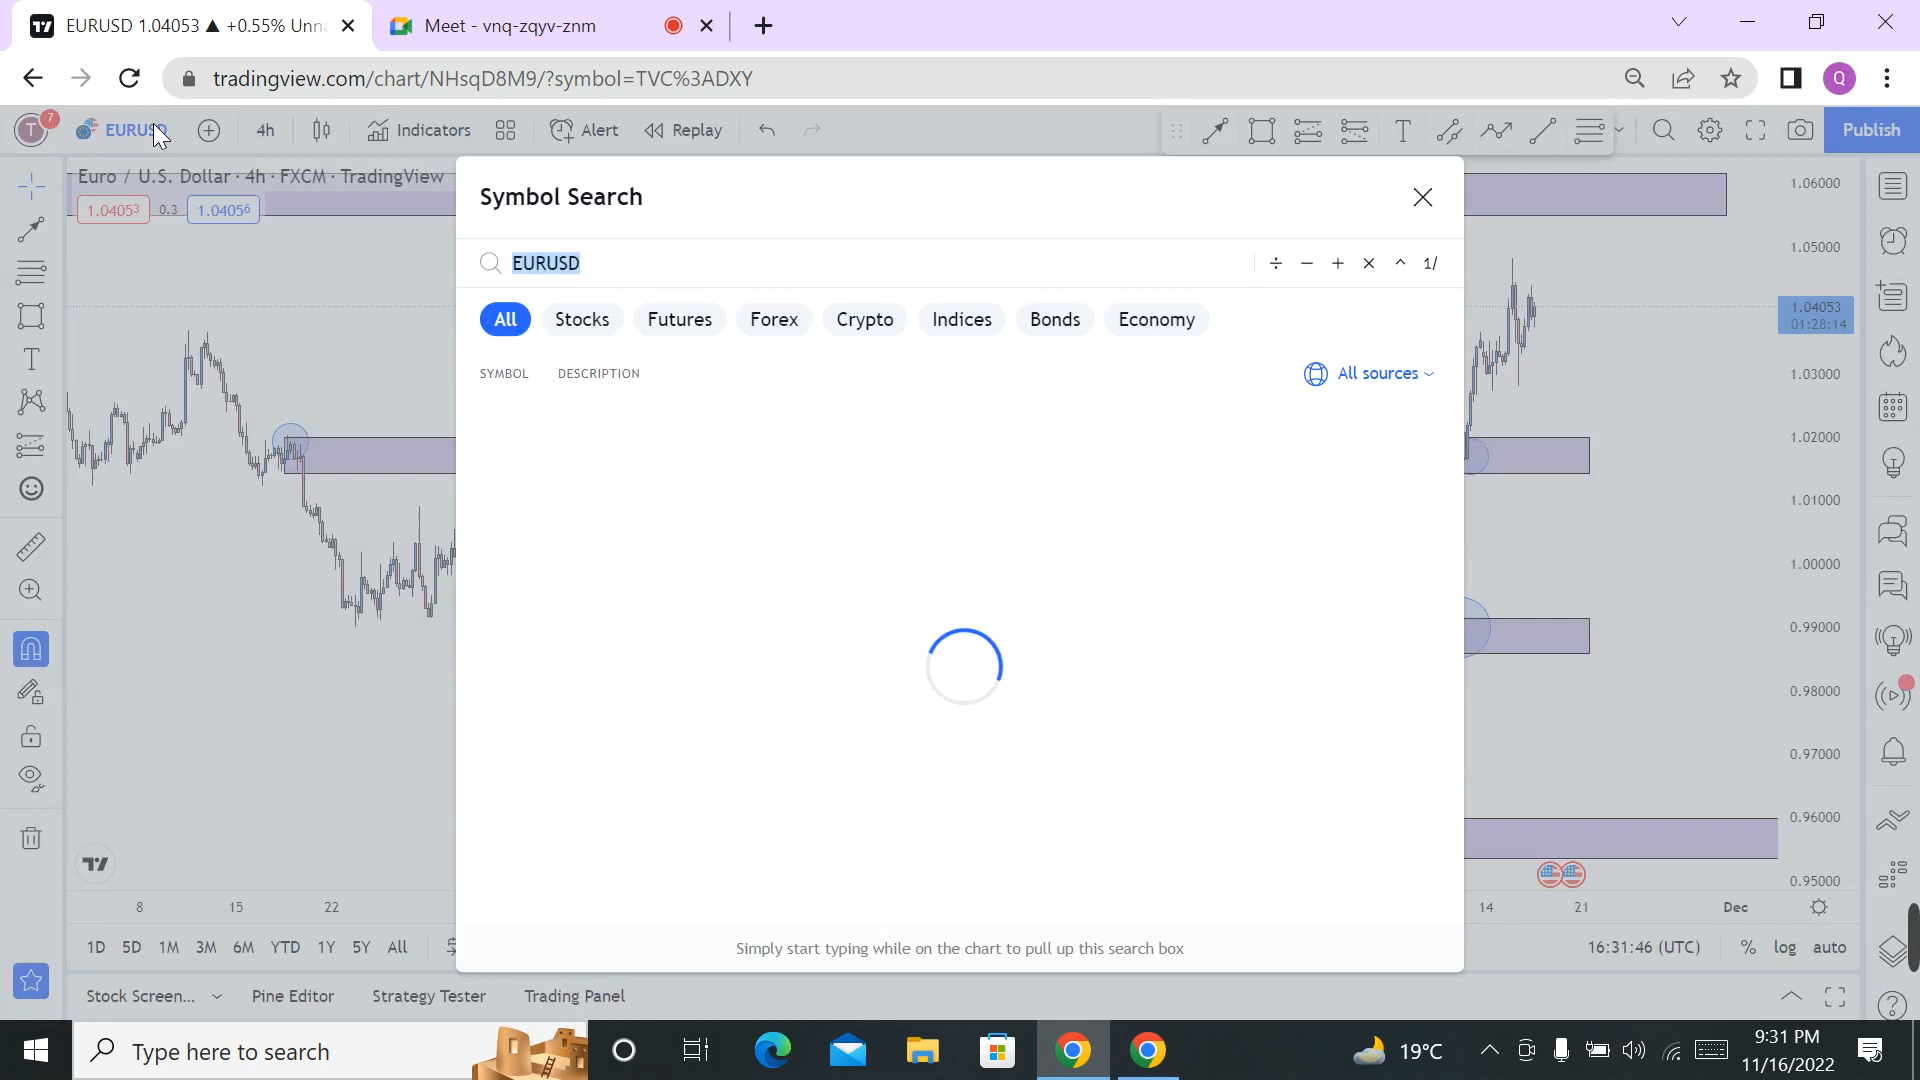 EURUSD 1.04053 ▲ +0.55% Unna
Meet - vnq-zqyv-znm
tradingview.com/chart/NHsqD8M9/?symbol=TVC%3ADXY
Q
T
7
EURUSD
4h
Indicators
Alert
Replay
T
Publish
Euro / U.S. Dollar · 4h · FXCM · TradingView
1.04053
0.3
1.04056
Symbol Search
EURUSD
÷ − + × ^ 1/
All
Stocks
Futures
Forex
Crypto
Indices
Bonds
Economy
SYMBOL
DESCRIPTION
All sources
Simply start typing while on the chart to pull up this search box
1.06000
1.05000
1.04053
01:28:14
1.03000
1.02000
1.01000
1.00000
0.99000
0.98000
0.97000
0.96000
0.95000
8
15
22
14
21
Dec
1D
5D
1M
3M
6M
YTD
1Y
5Y
All
16:31:46 (UTC)
%
log
auto
Stock Screen...
Pine Editor
Strategy Tester
Trading Panel
Type here to search
19°C
9:31 PM
11/16/2022